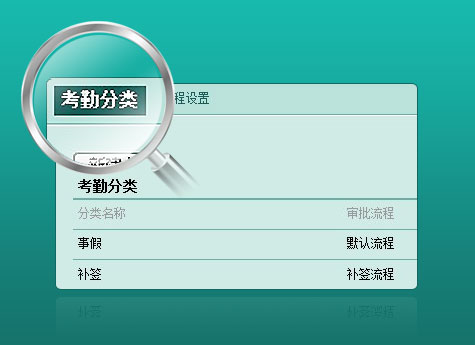 考勤分类
程设置
考勤分类
分类名称 审批流程
事假 默认流程
补签 补签流程